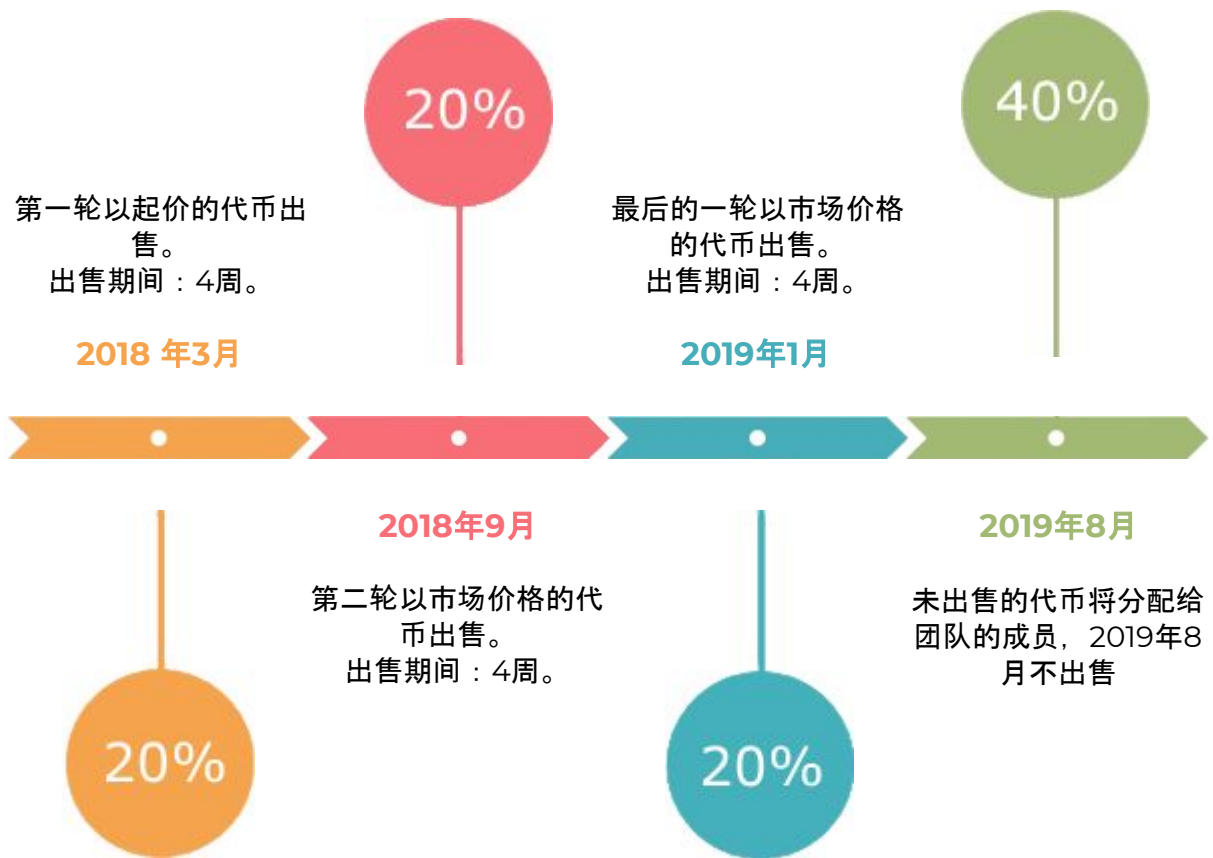 20%
40%
第一轮以起价的代币出
售。
出售期间：4周。
2018 年3月
最后的一轮以市场价格
的代币出售。
出售期间：4周。
2019年1月
2018年9月
第二轮以市场价格的代
币出售。
出售期间：4周。
2019年8月
未出售的代币将分配给
团队的成员，2019年8
月不出售
20%
20%